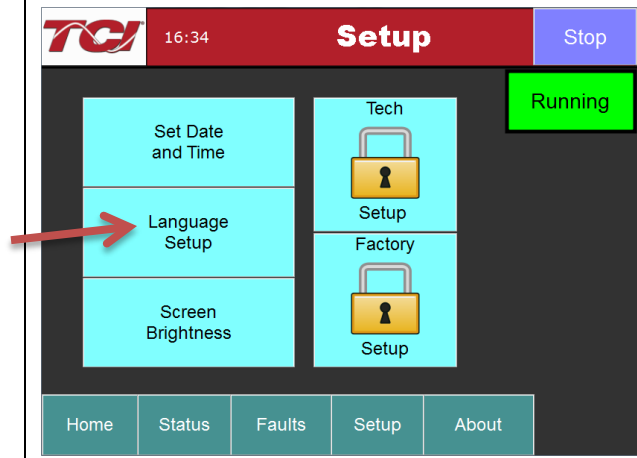 TCI
16:34
Setup
Stop
Running
Set Date
and Time
Language
Setup
Screen
Brightness
Tech
Setup
Factory
Setup
Home
Status
Faults
Setup
About